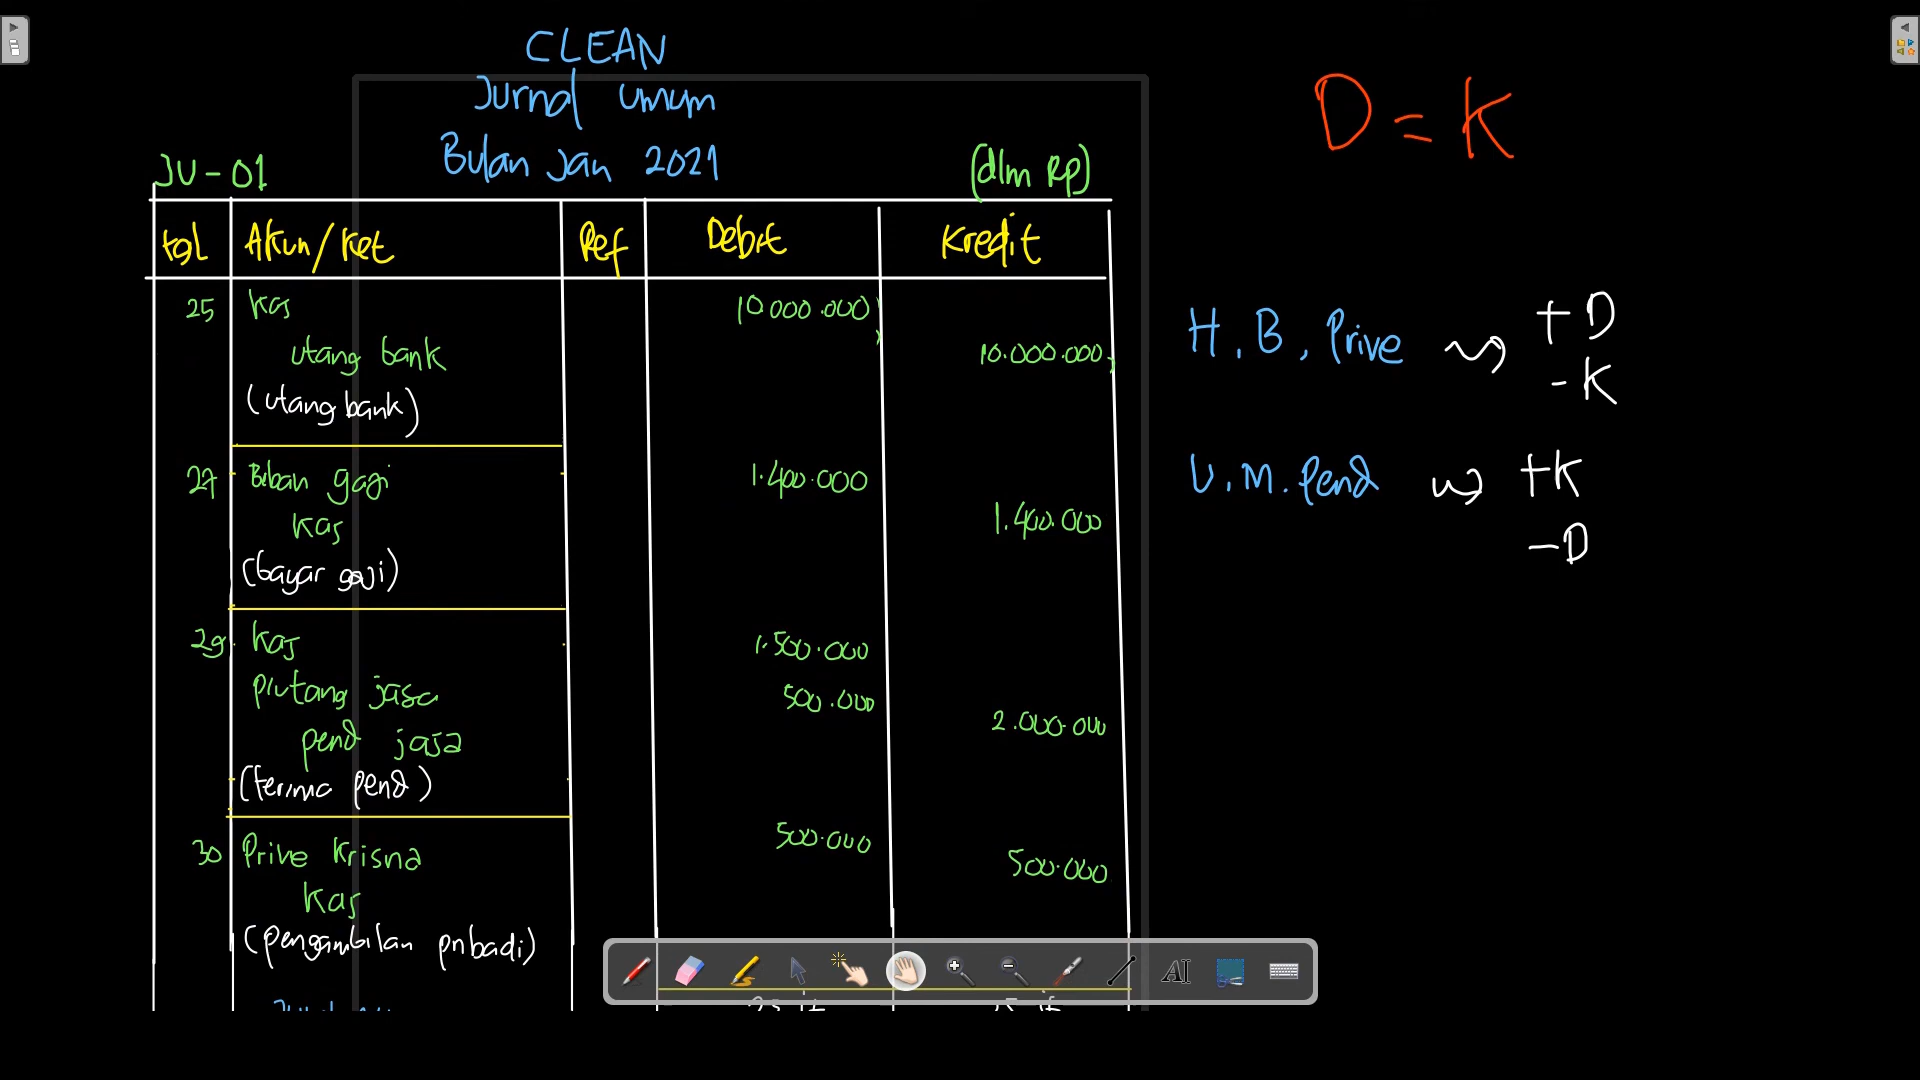 CLEAN
Jurnal Umum
Bulan Jan 2021
JU-01 (dlm Rp)
tgl Akun/ket Ref Debit Kredit
25 kas 10.000.000
utang bank 10.000.000
(utang bank)
27 Beban gaji 1.400.000
kas 1.400.000
(bayar gaji)
29 kas 1.500.000
piutang jasa 500.000
pend jasa 2.000.000
(terima pend)
30 Prive Krisna 500.000
Kas 500.000
(pengambilan pribadi)
D = K
H. B. Prive +D
-K
U. M. Pend +K
-D
AI